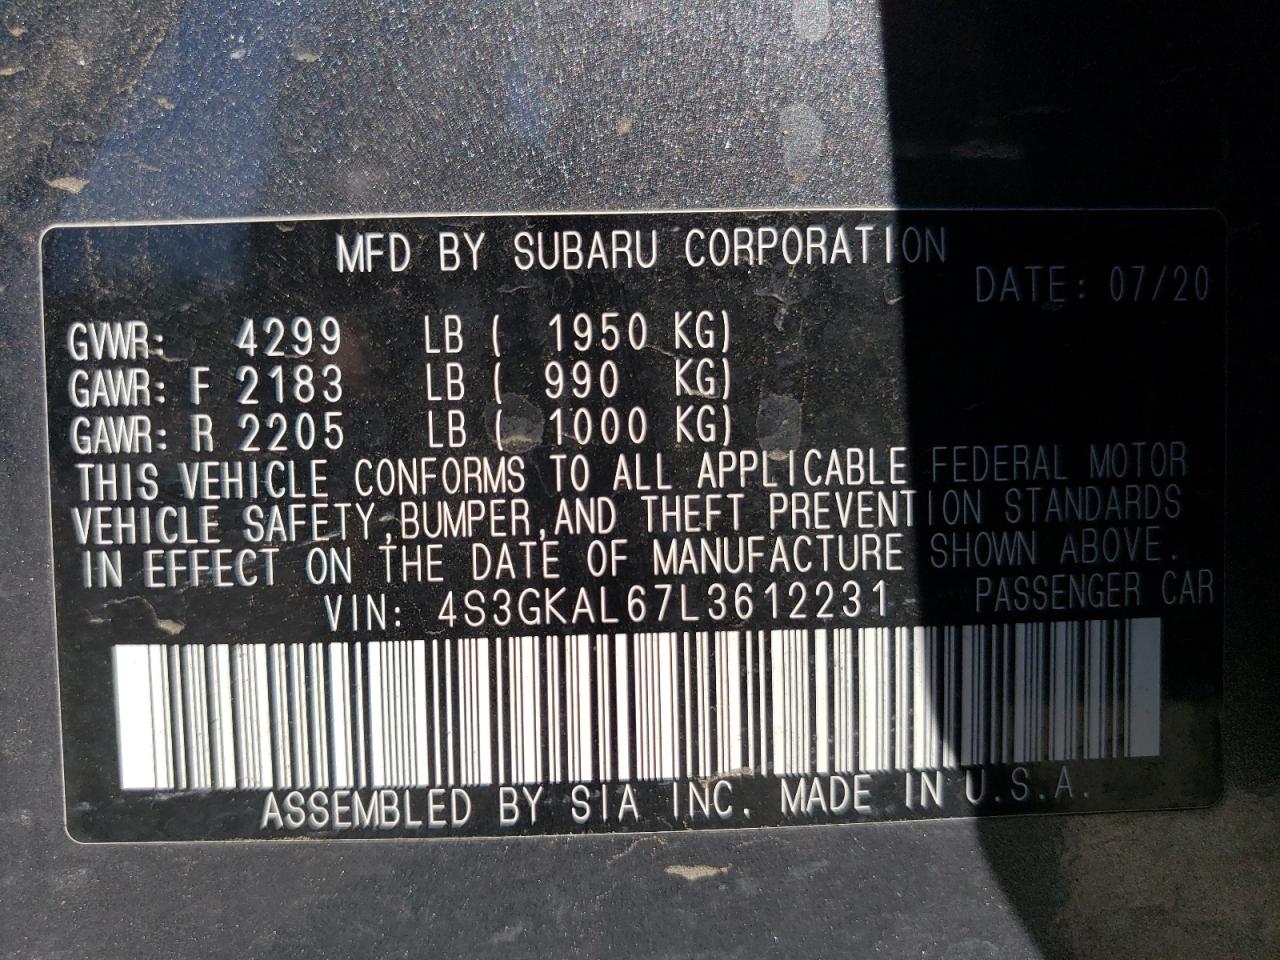 MFD BY SUBARU CORPORATION
DATE: 07/20
GVWR: 4299 LB ( 1950 KG)
GAWR: F 2183 LB ( 990 KG)
GAWR: R 2205 LB ( 1000 KG)
THIS VEHICLE CONFORMS TO ALL APPLICABLE FEDERAL MOTOR
VEHICLE SAFETY,BUMPER,AND THEFT PREVENTION STANDARDS
IN EFFECT ON THE DATE OF MANUFACTURE SHOWN ABOVE.
VIN: 4S3GKAL67L3612231 PASSENGER CAR
ASSEMBLED BY SIA INC. MADE IN U.S.A.